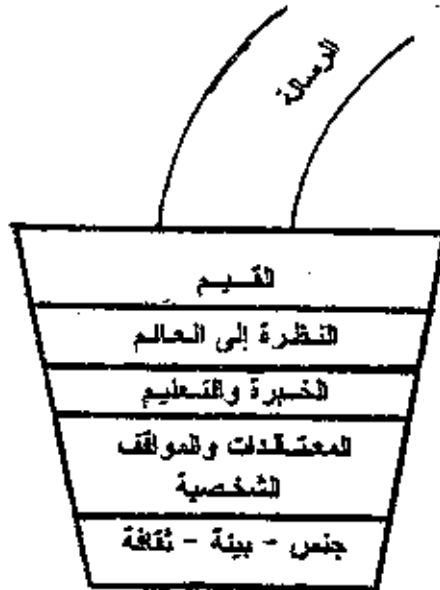 الرسالة
القيم
النظرة إلى العالم
الخبرة والتعليم
المعتقدات والمواقف
الشخصية
جنس - بيئة - ثقافة